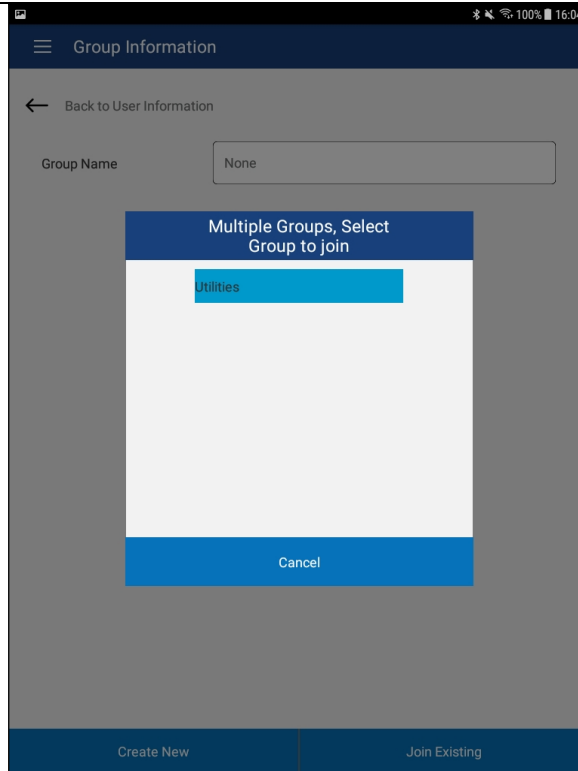 100% 16:04
Group Information
Back to User Information
Group Name
None
Multiple Groups, Select
Group to join
Utilities
Cancel
Create New
Join Existing